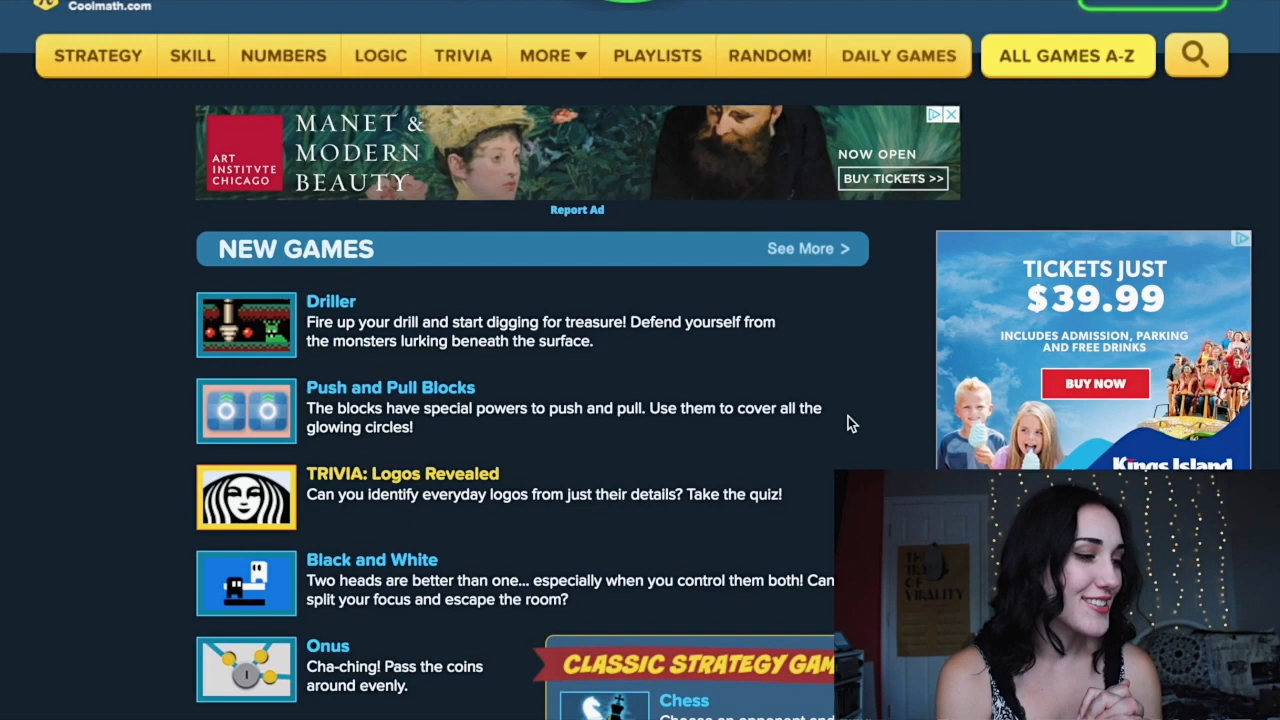 Coolmath.com
STRATEGY
SKILL
NUMBERS
LOGIC
TRIVIA
MORE
PLAYLISTS
RANDOM!
DAILY GAMES
ALL GAMES A-Z
ART
INSTITVTE
CHICAGO
MANET &
MODERN
BEAUTY
NOW OPEN
BUY TICKETS >>
Report Ad
NEW GAMES
See More >
Driller
Fire up your drill and start digging for treasure! Defend yourself from
the monsters lurking beneath the surface.
Push and Pull Blocks
The blocks have special powers to push and pull. Use them to cover all the
glowing circles!
TRIVIA: Logos Revealed
Can you identify everyday logos from just their details? Take the quiz!
Black and White
Two heads are better than one... especially when you control them both! Can
split your focus and escape the room?
Onus
Cha-ching! Pass the coins
around evenly.
CLASSIC STRATEGY GAM
Chess
Choose an opponent and
TICKETS JUST
$39.99
INCLUDES ADMISSION, PARKING
AND FREE DRINKS
BUY NOW
Kings Island
VIRALITY